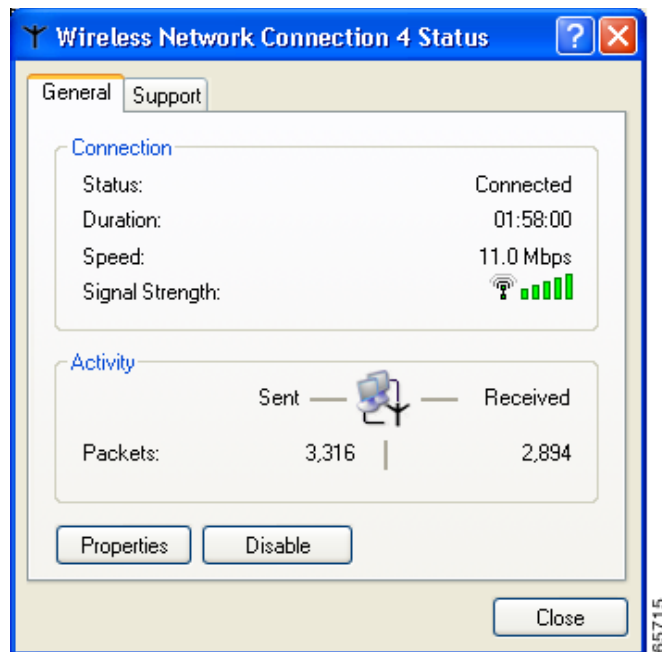 Wireless Network Connection 4 Status
General Support
Connection
Status: Connected
Duration: 01:58:00
Speed: 11.0 Mbps
Signal Strength:
Activity
Sent Received
Packets: 3,316 2,894
Properties Disable
Close
65715